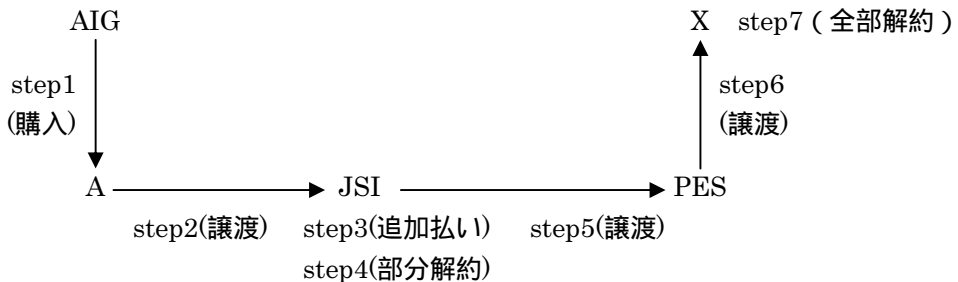 AIG
X step7（全部解約）
step1
(購入)
step6
(譲渡)
A
JSI
PES
step2(譲渡)
step3(追加払い)
step5(譲渡)
step4(部分解約)